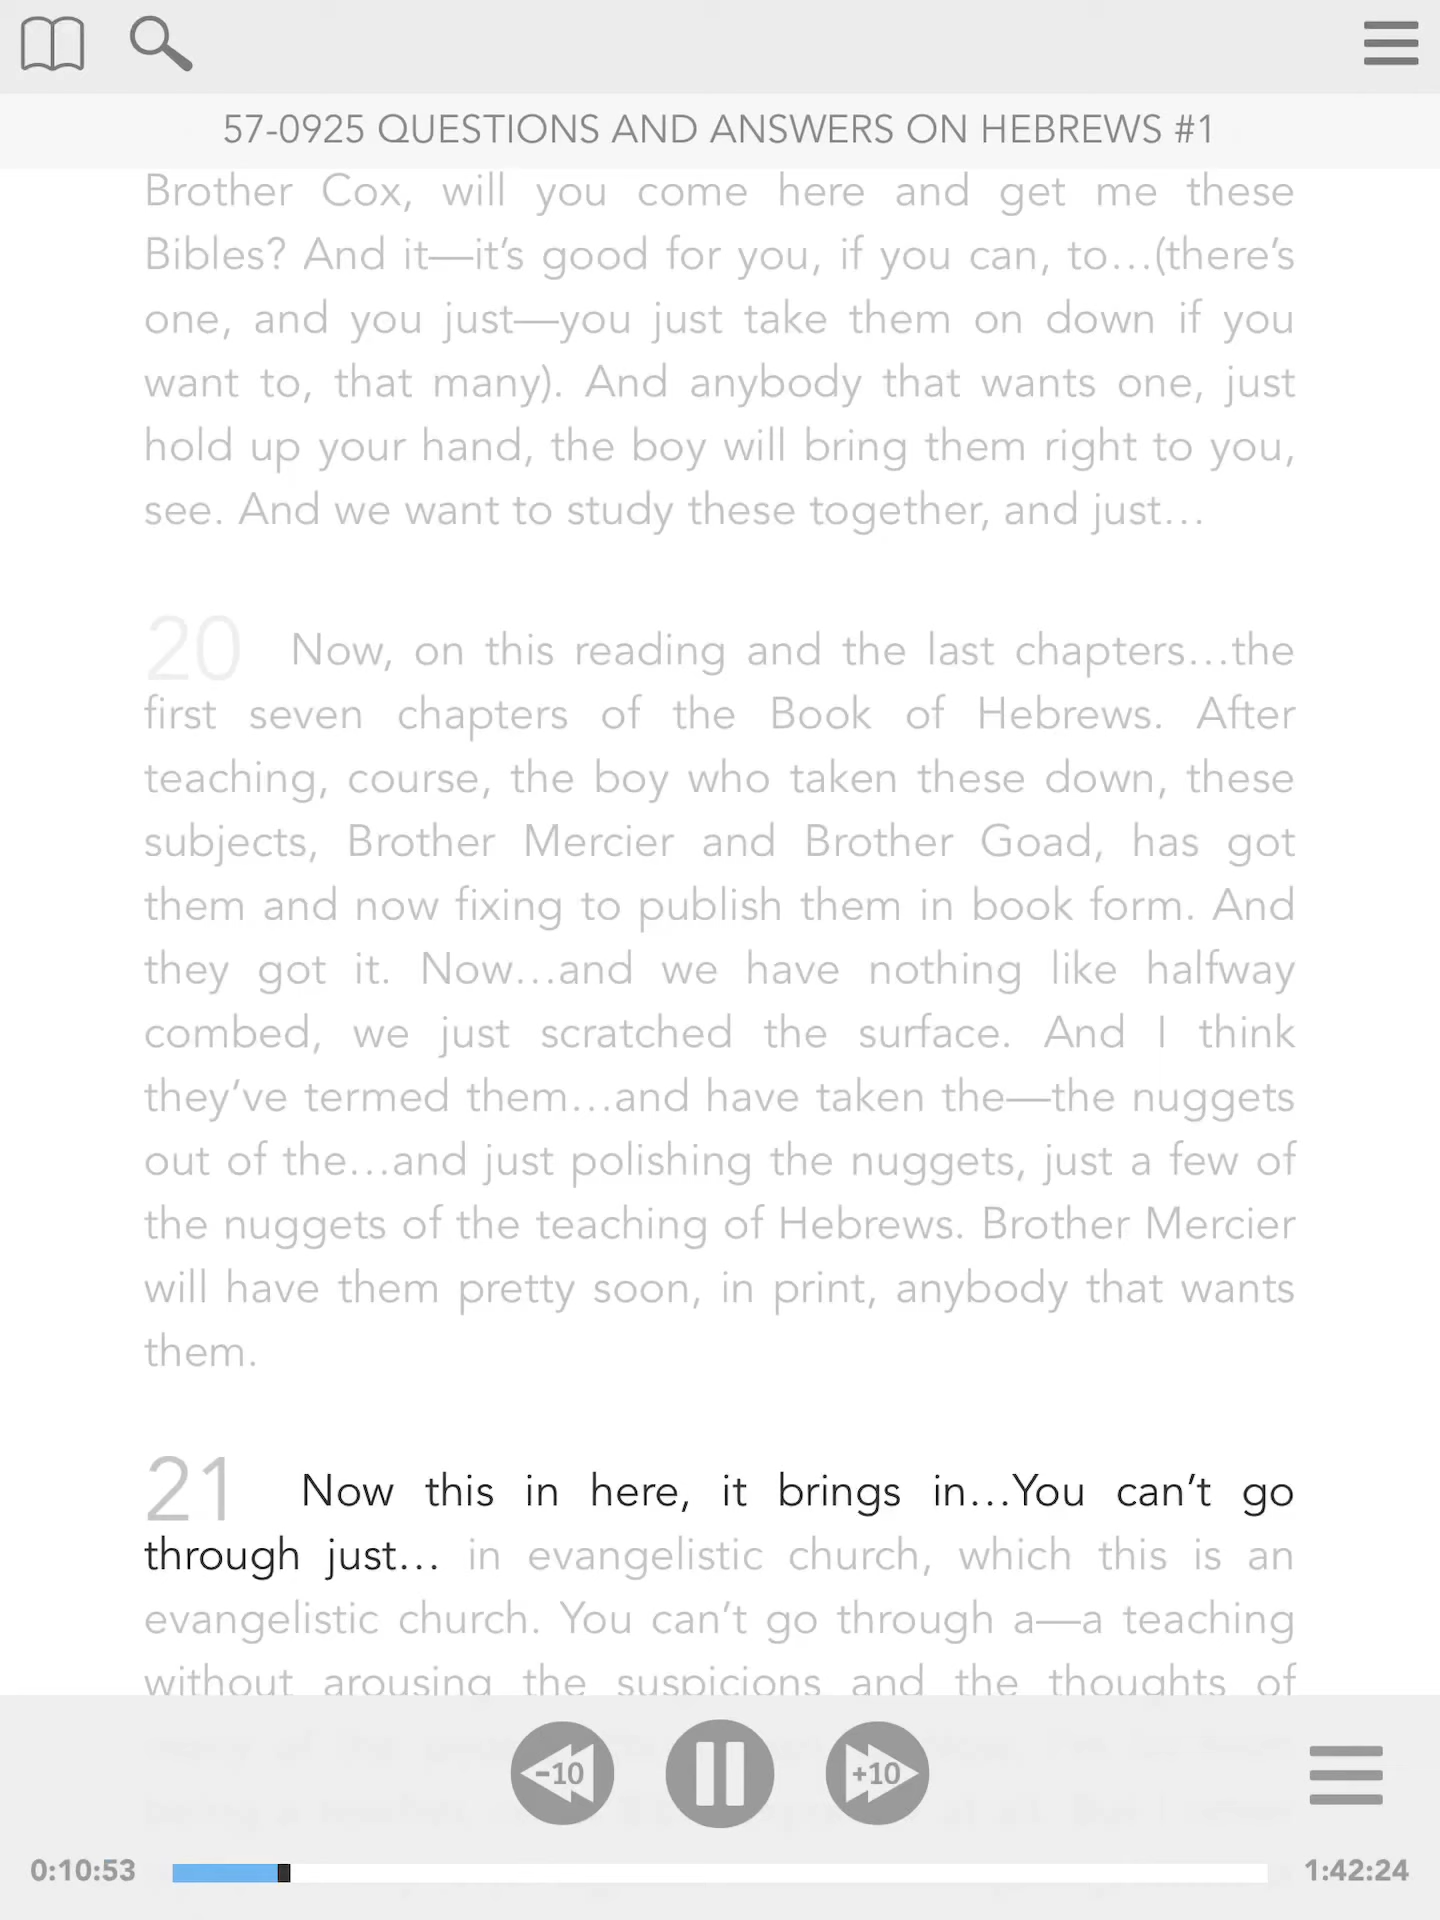 57-0925 QUESTIONS AND ANSWERS ON HEBREWS #1
Brother Cox, will you come here and get me these
Bibles? And it—it’s good for you, if you can, to…(there’s
one, and you just—you just take them on down if you
want to, that many). And anybody that wants one, just
hold up your hand, the boy will bring them right to you,
see. And we want to study these together, and just…
20 Now, on this reading and the last chapters…the
first seven chapters of the Book of Hebrews. After
teaching, course, the boy who taken these down, these
subjects, Brother Mercier and Brother Goad, has got
them and now fixing to publish them in book form. And
they got it. Now…and we have nothing like halfway
combed, we just scratched the surface. And I think
they’ve termed them…and have taken the—the nuggets
out of the…and just polishing the nuggets, just a few of
the nuggets of the teaching of Hebrews. Brother Mercier
will have them pretty soon, in print, anybody that wants
them.
21 Now this in here, it brings in…You can’t go
through just… in evangelistic church, which this is an
evangelistic church. You can’t go through a—a teaching
without arousing the suspicions and the thoughts of
-10
+10
0:10:53
1:42:24